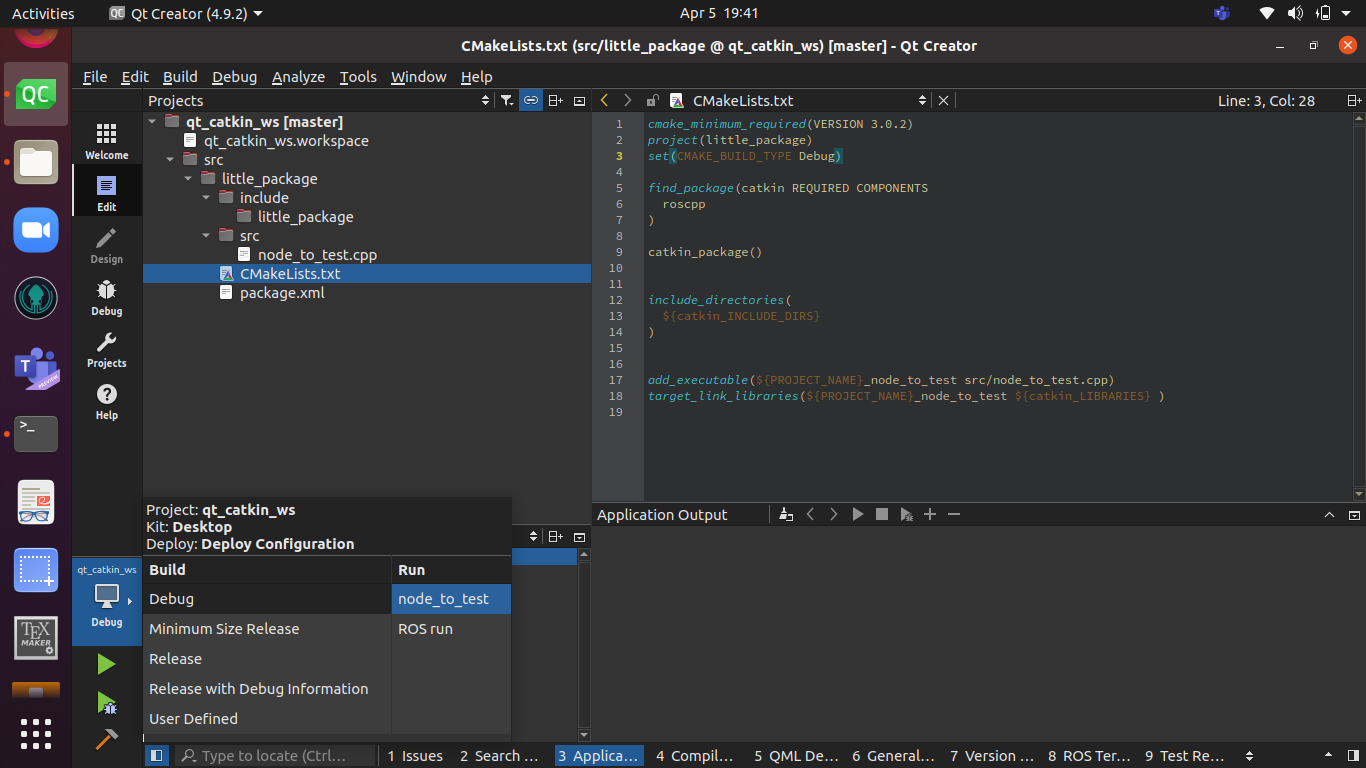 Activities
Qt Creator (4.9.2)
Apr 5 19:41
CMakeLists.txt (src/little_package @ qt_catkin_ws) [master] - Qt Creator
File Edit Build Debug Analyze Tools Window Help
Projects
CMakeLists.txt
Line: 3, Col: 28
QC
Welcome
Edit
Design
Debug
Projects
Help
qt_catkin_ws [master]
qt_catkin_ws.workspace
src
little_package
include
little_package
src
node_to_test.cpp
CMakeLists.txt
package.xml
1 cmake_minimum_required(VERSION 3.0.2)
2 project(little_package)
3 set(CMAKE_BUILD_TYPE Debug)
4
5 find_package(catkin REQUIRED COMPONENTS
6 roscpp
7 )
8
9 catkin_package()
10
11
12 include_directories(
13 ${catkin_INCLUDE_DIRS}
14 )
15
16
17 add_executable(${PROJECT_NAME}_node_to_test src/node_to_test.cpp)
18 target_link_libraries(${PROJECT_NAME}_node_to_test ${catkin_LIBRARIES} )
19
Application Output
Project: qt_catkin_ws
Kit: Desktop
Deploy: Deploy Configuration
Build Run
Debug node_to_test
Minimum Size Release ROS run
Release
Release with Debug Information
User Defined
qt_catkin_ws
Debug
T
PREVIEW
>_
TEX
MAKER
Type to locate (Ctrl...
1 Issues
2 Search ...
3 Applica...
4 Compil...
5 QML De...
6 General...
7 Version ...
8 ROS Ter...
9 Test Re...